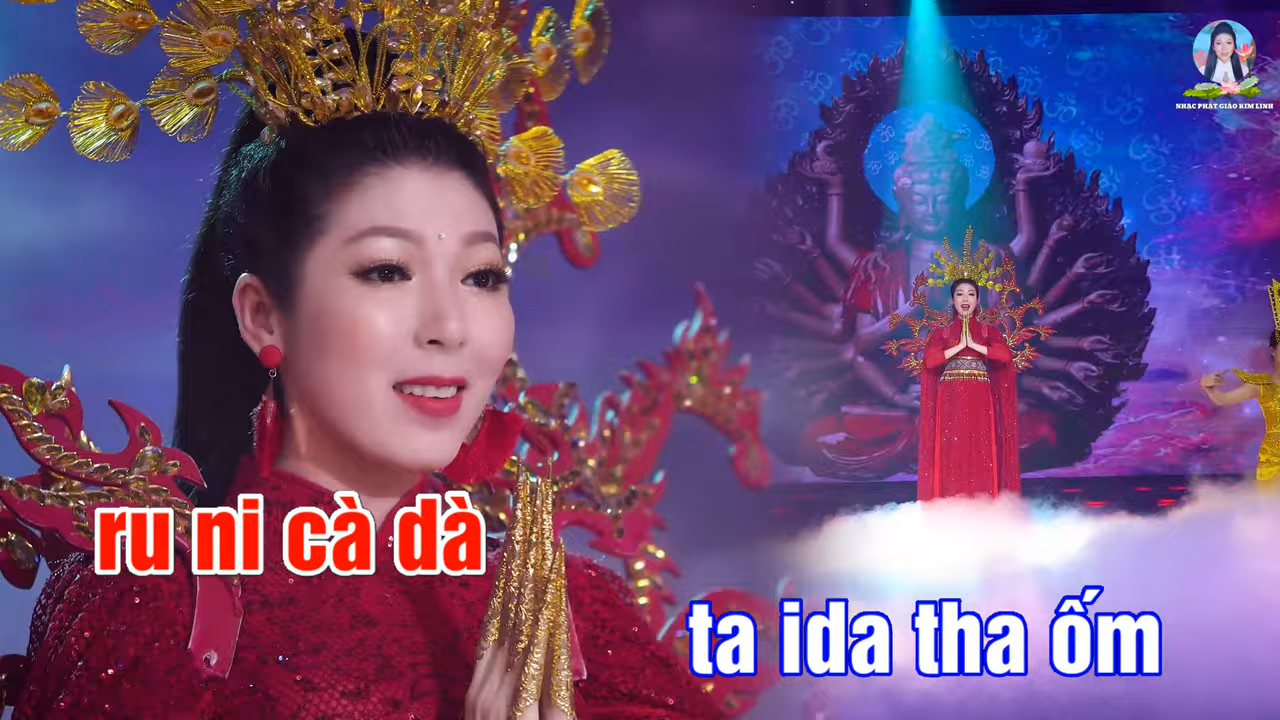 NHẠC PHẬT GIÁO KIM LINH
ru ni cà dà
ta ida tha ốm